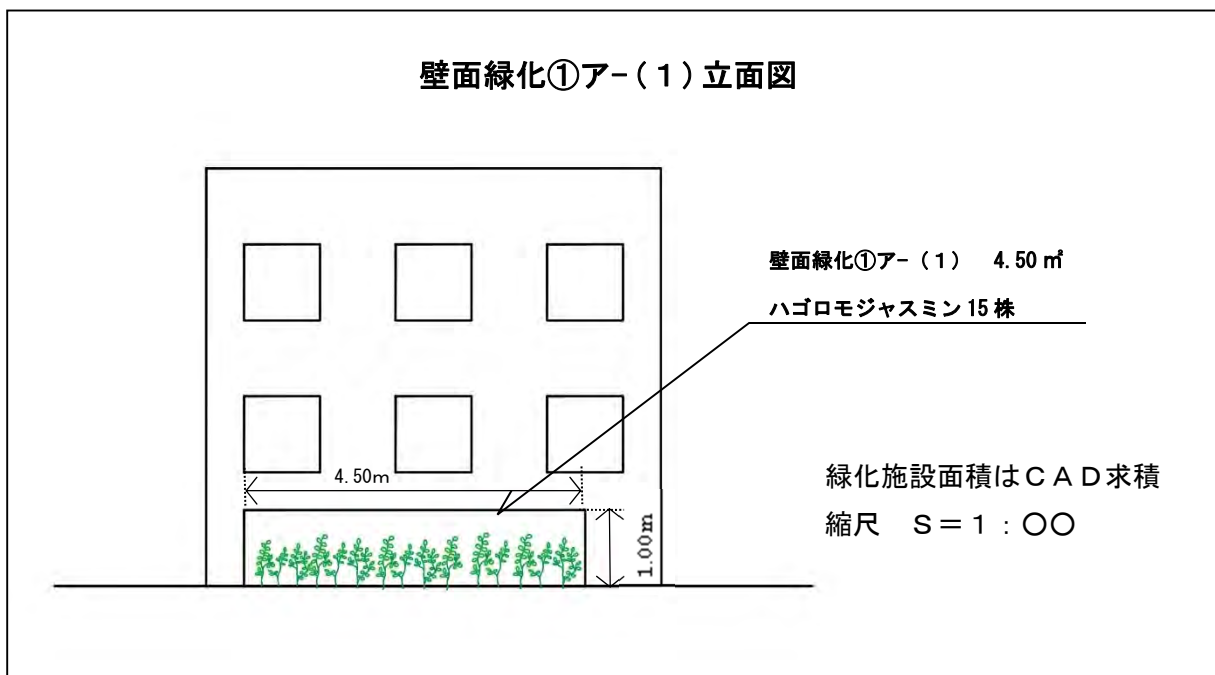 壁面緑化①ア-(１)立面図
壁面緑化①ア-(１)　4.50㎡
ハゴロモジャスミン15株
4.50m
1.00m
緑化施設面積はＣＡＤ求積
縮尺　Ｓ＝１：〇〇